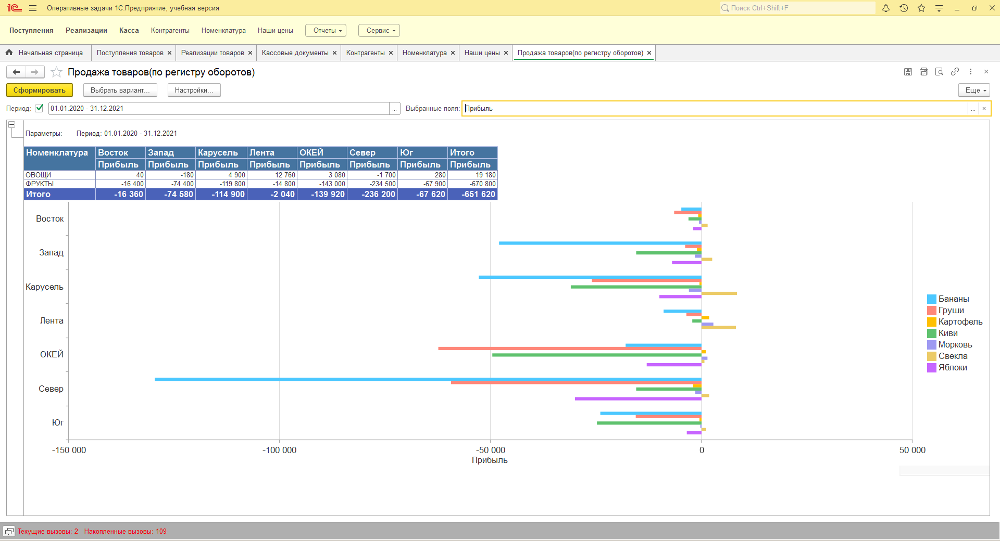 1С Оперативные задачи 1С:Предприятие, учебная версия Поиск Ctrl+Shift+F
Поступления Реализации Касса Контрагенты Номенклатура Наши цены Отчеты Сервис
Начальная страница Поступления товаров Реализации товаров Кассовые документы Контрагенты Номенклатура Наши цены Продажа товаров(по регистру оборотов)
Продажа товаров(по регистру оборотов)
Сформировать Выбрать вариант... Настройки... Еще
Период: 01.01.2020 - 31.12.2021 ... Выбранные поля: Прибыль ...
Параметры: Период: 01.01.2020 - 31.12.2021
Номенклатура Восток Запад Карусель Лента ОКЕЙ Север Юг Итого
Прибыль Прибыль Прибыль Прибыль Прибыль Прибыль Прибыль Прибыль
ОВОЩИ 40 -180 4 900 12 760 3 080 -1 700 280 19 180
ФРУКТЫ -16 400 -74 400 -119 800 -14 800 -143 000 -234 500 -67 900 -670 800
Итого -16 360 -74 580 -114 900 -2 040 -139 920 -236 200 -67 620 -651 620
Восток
Запад
Карусель
Лента
ОКЕЙ
Север
Юг
-150 000 -100 000 -50 000 0 50 000
Прибыль
Бананы
Груши
Картофель
Киви
Морковь
Свекла
Яблоки
Текущие вызовы: 2 Накопленные вызовы: 109